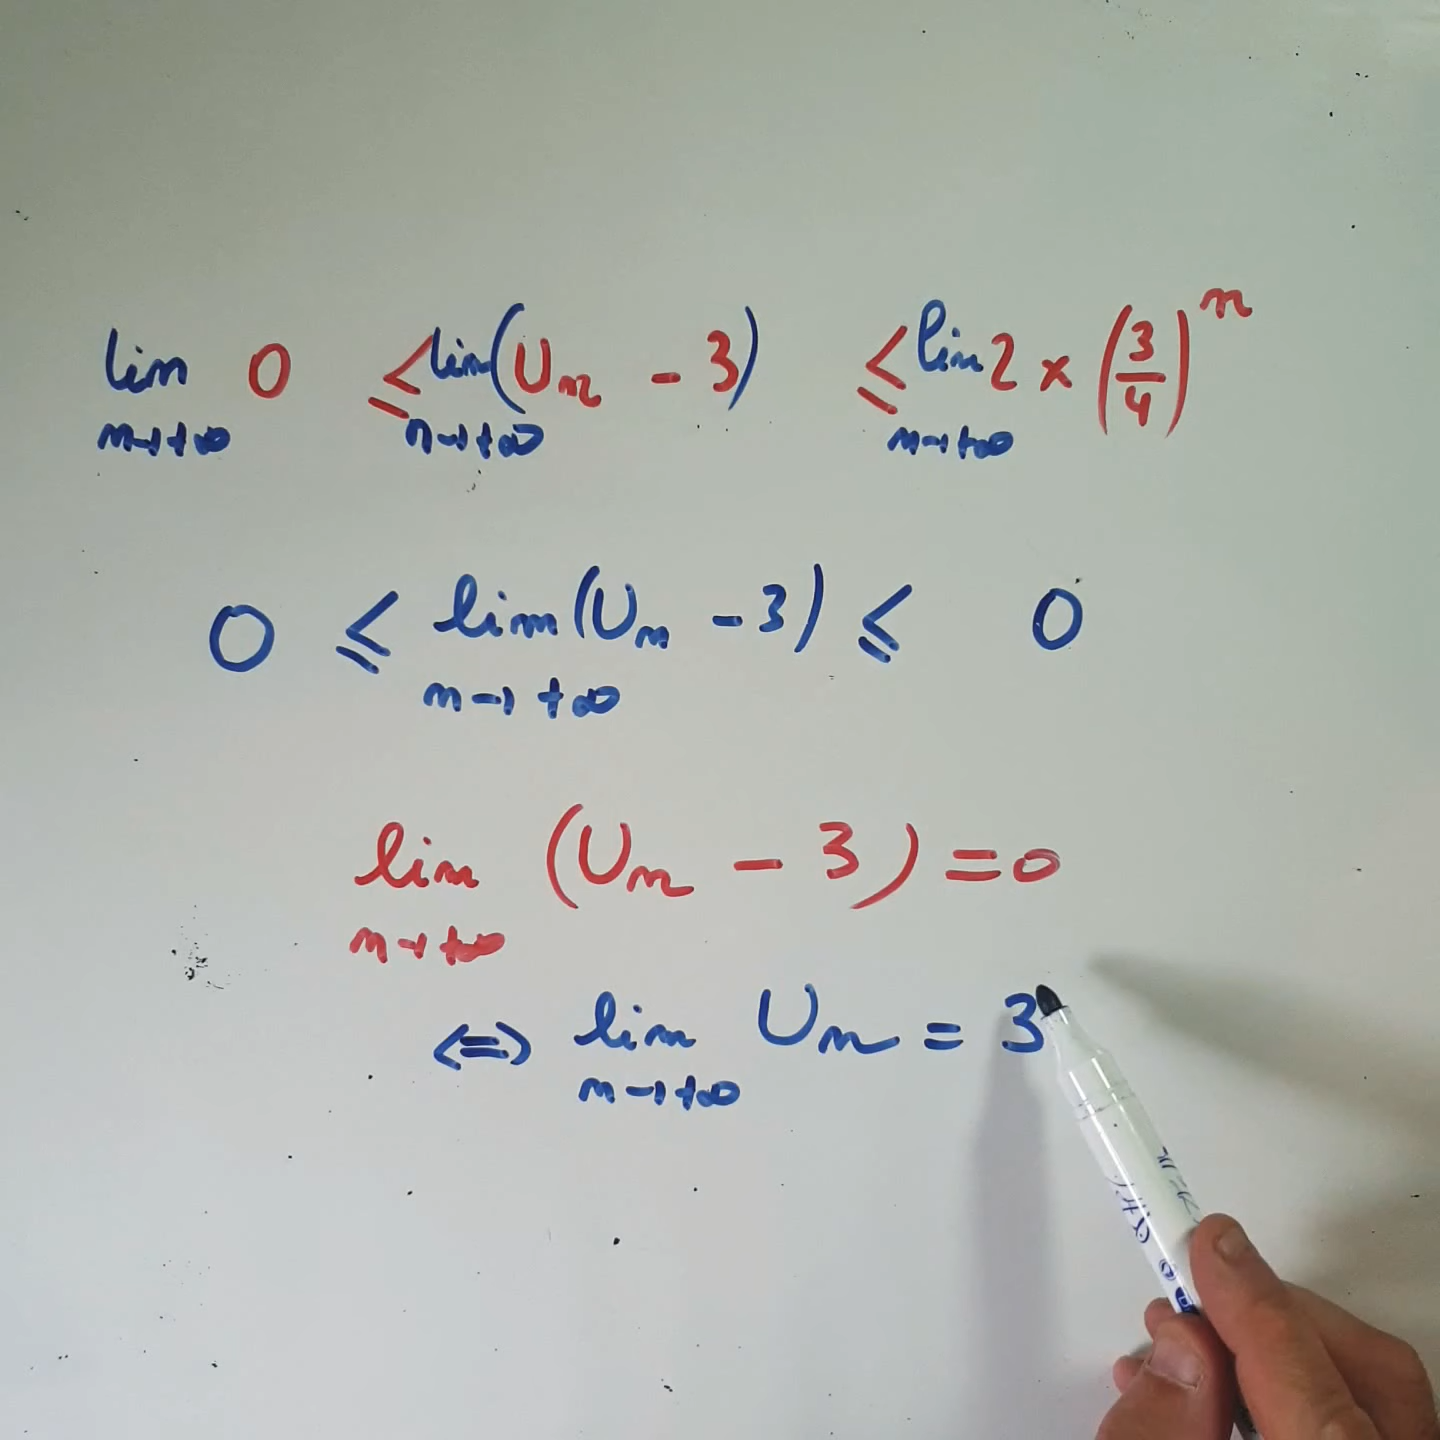 lim 0 ≤ lim (Un - 3) ≤ lim 2 × (3/4)^n
n→+∞ n→+∞ n→+∞
0 ≤ lim (Un - 3) ≤ 0
n→+∞
lim (Un - 3) = 0
n→+∞
⇔ lim Un = 3
n→+∞